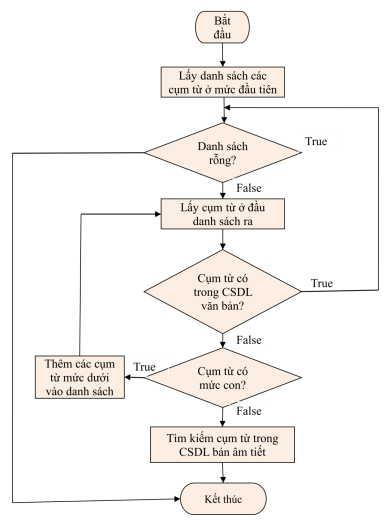 Bắt
đầu
Lấy danh sách các
cụm từ ở mức đầu tiên
Danh sách
rỗng?
True
False
Lấy cụm từ ở đầu
danh sách ra
Cụm từ có
trong CSDL
văn bản?
True
False
Thêm các cụm
từ mức dưới
vào danh sách
True
Cụm từ có
mức con?
False
Tìm kiếm cụm từ trong
CSDL bán âm tiết
Kết thúc